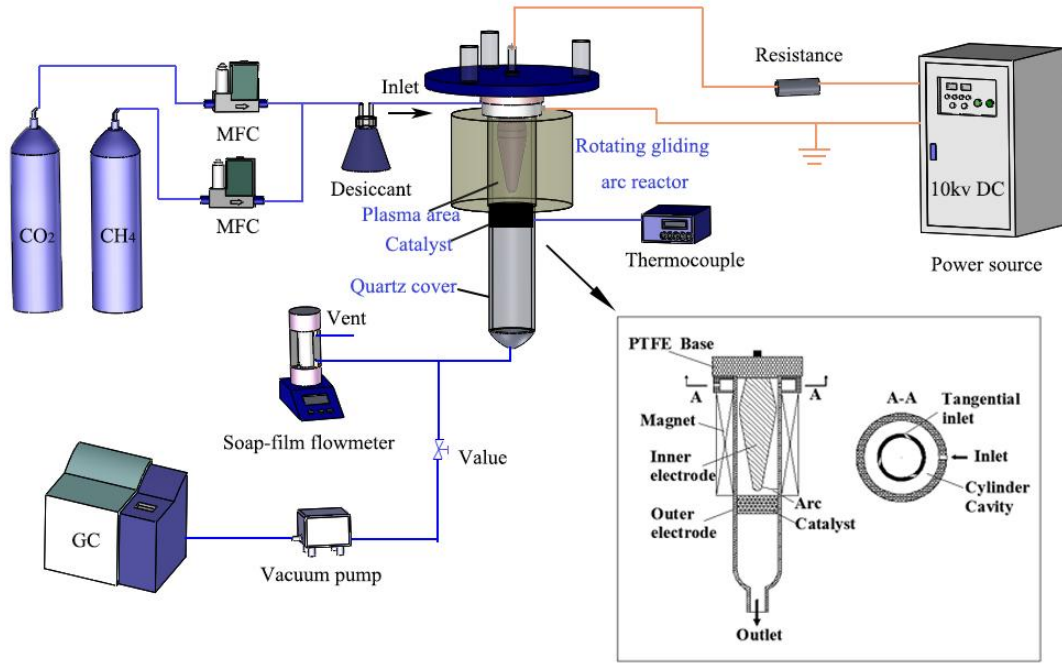 Resistance
Inlet
MFC
Desiccant
Rotating gliding
arc reactor
10kv DC
MFC
Plasma area
CO₂
CH₄
Catalyst
Thermocouple
Power source
Quartz cover
Vent
PTFE Base
A
A
A-A
Tangential
inlet
Magnet
Soap-film flowmeter
Value
Inner
electrode
Inlet
Cylinder
Cavity
Arc
Outer
electrode
Catalyst
GC
Vacuum pump
Outlet